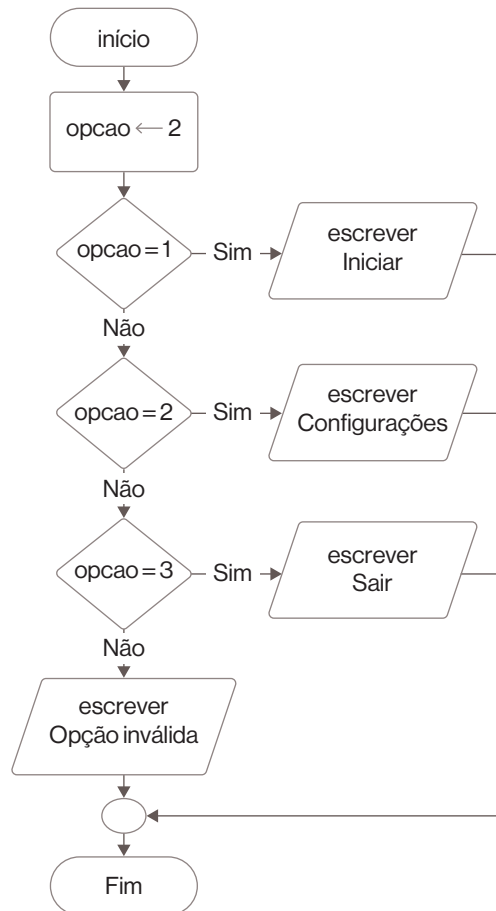 início
opcao ← 2
opcao = 1
Sim
escrever
Iniciar
Não
opcao = 2
Sim
escrever
Configurações
Não
opcao = 3
Sim
escrever
Sair
Não
escrever
Opção inválida
Fim